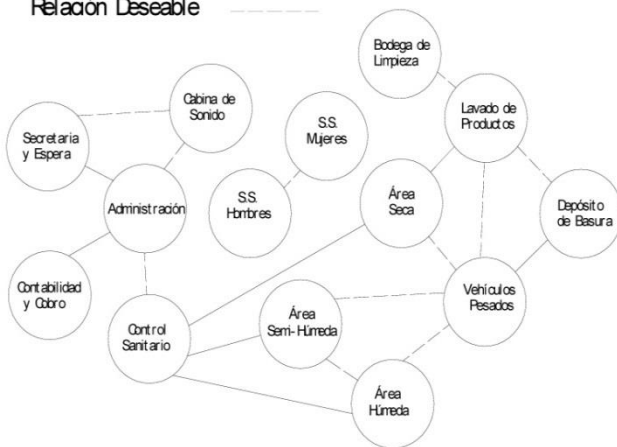 Relación Deseable
Bodega de
Limpieza
Cabina de
Sonido
Lavado de
Productos
S.S.
Mujeres
Secretaria
y Espera
Administración
S.S.
Hombres
Área
Seca
Depósito
de Basura
Contabilidad
y Cobro
Vehículos
Pesados
Control
Sanitario
Área
Semi-Húmeda
Área
Húmeda